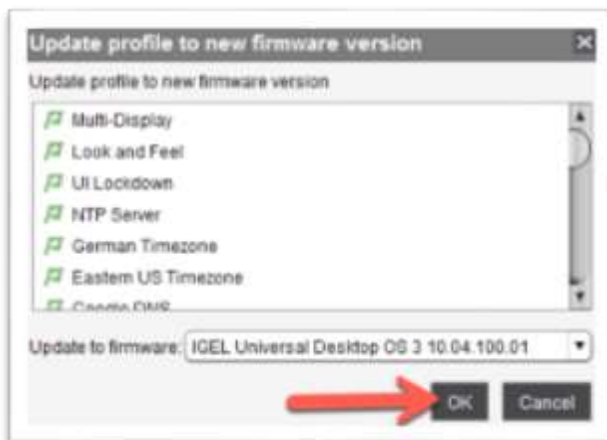 Update profile to new firmware version
Update profile to new firmware version
Multi-Display
Look and Feel
UI Lockdown
NTP Server
German Timezone
Eastern US Timezone
Google DNS
Update to firmware: IGEL Universal Desktop OS 3 10.04.100.01
OK Cancel